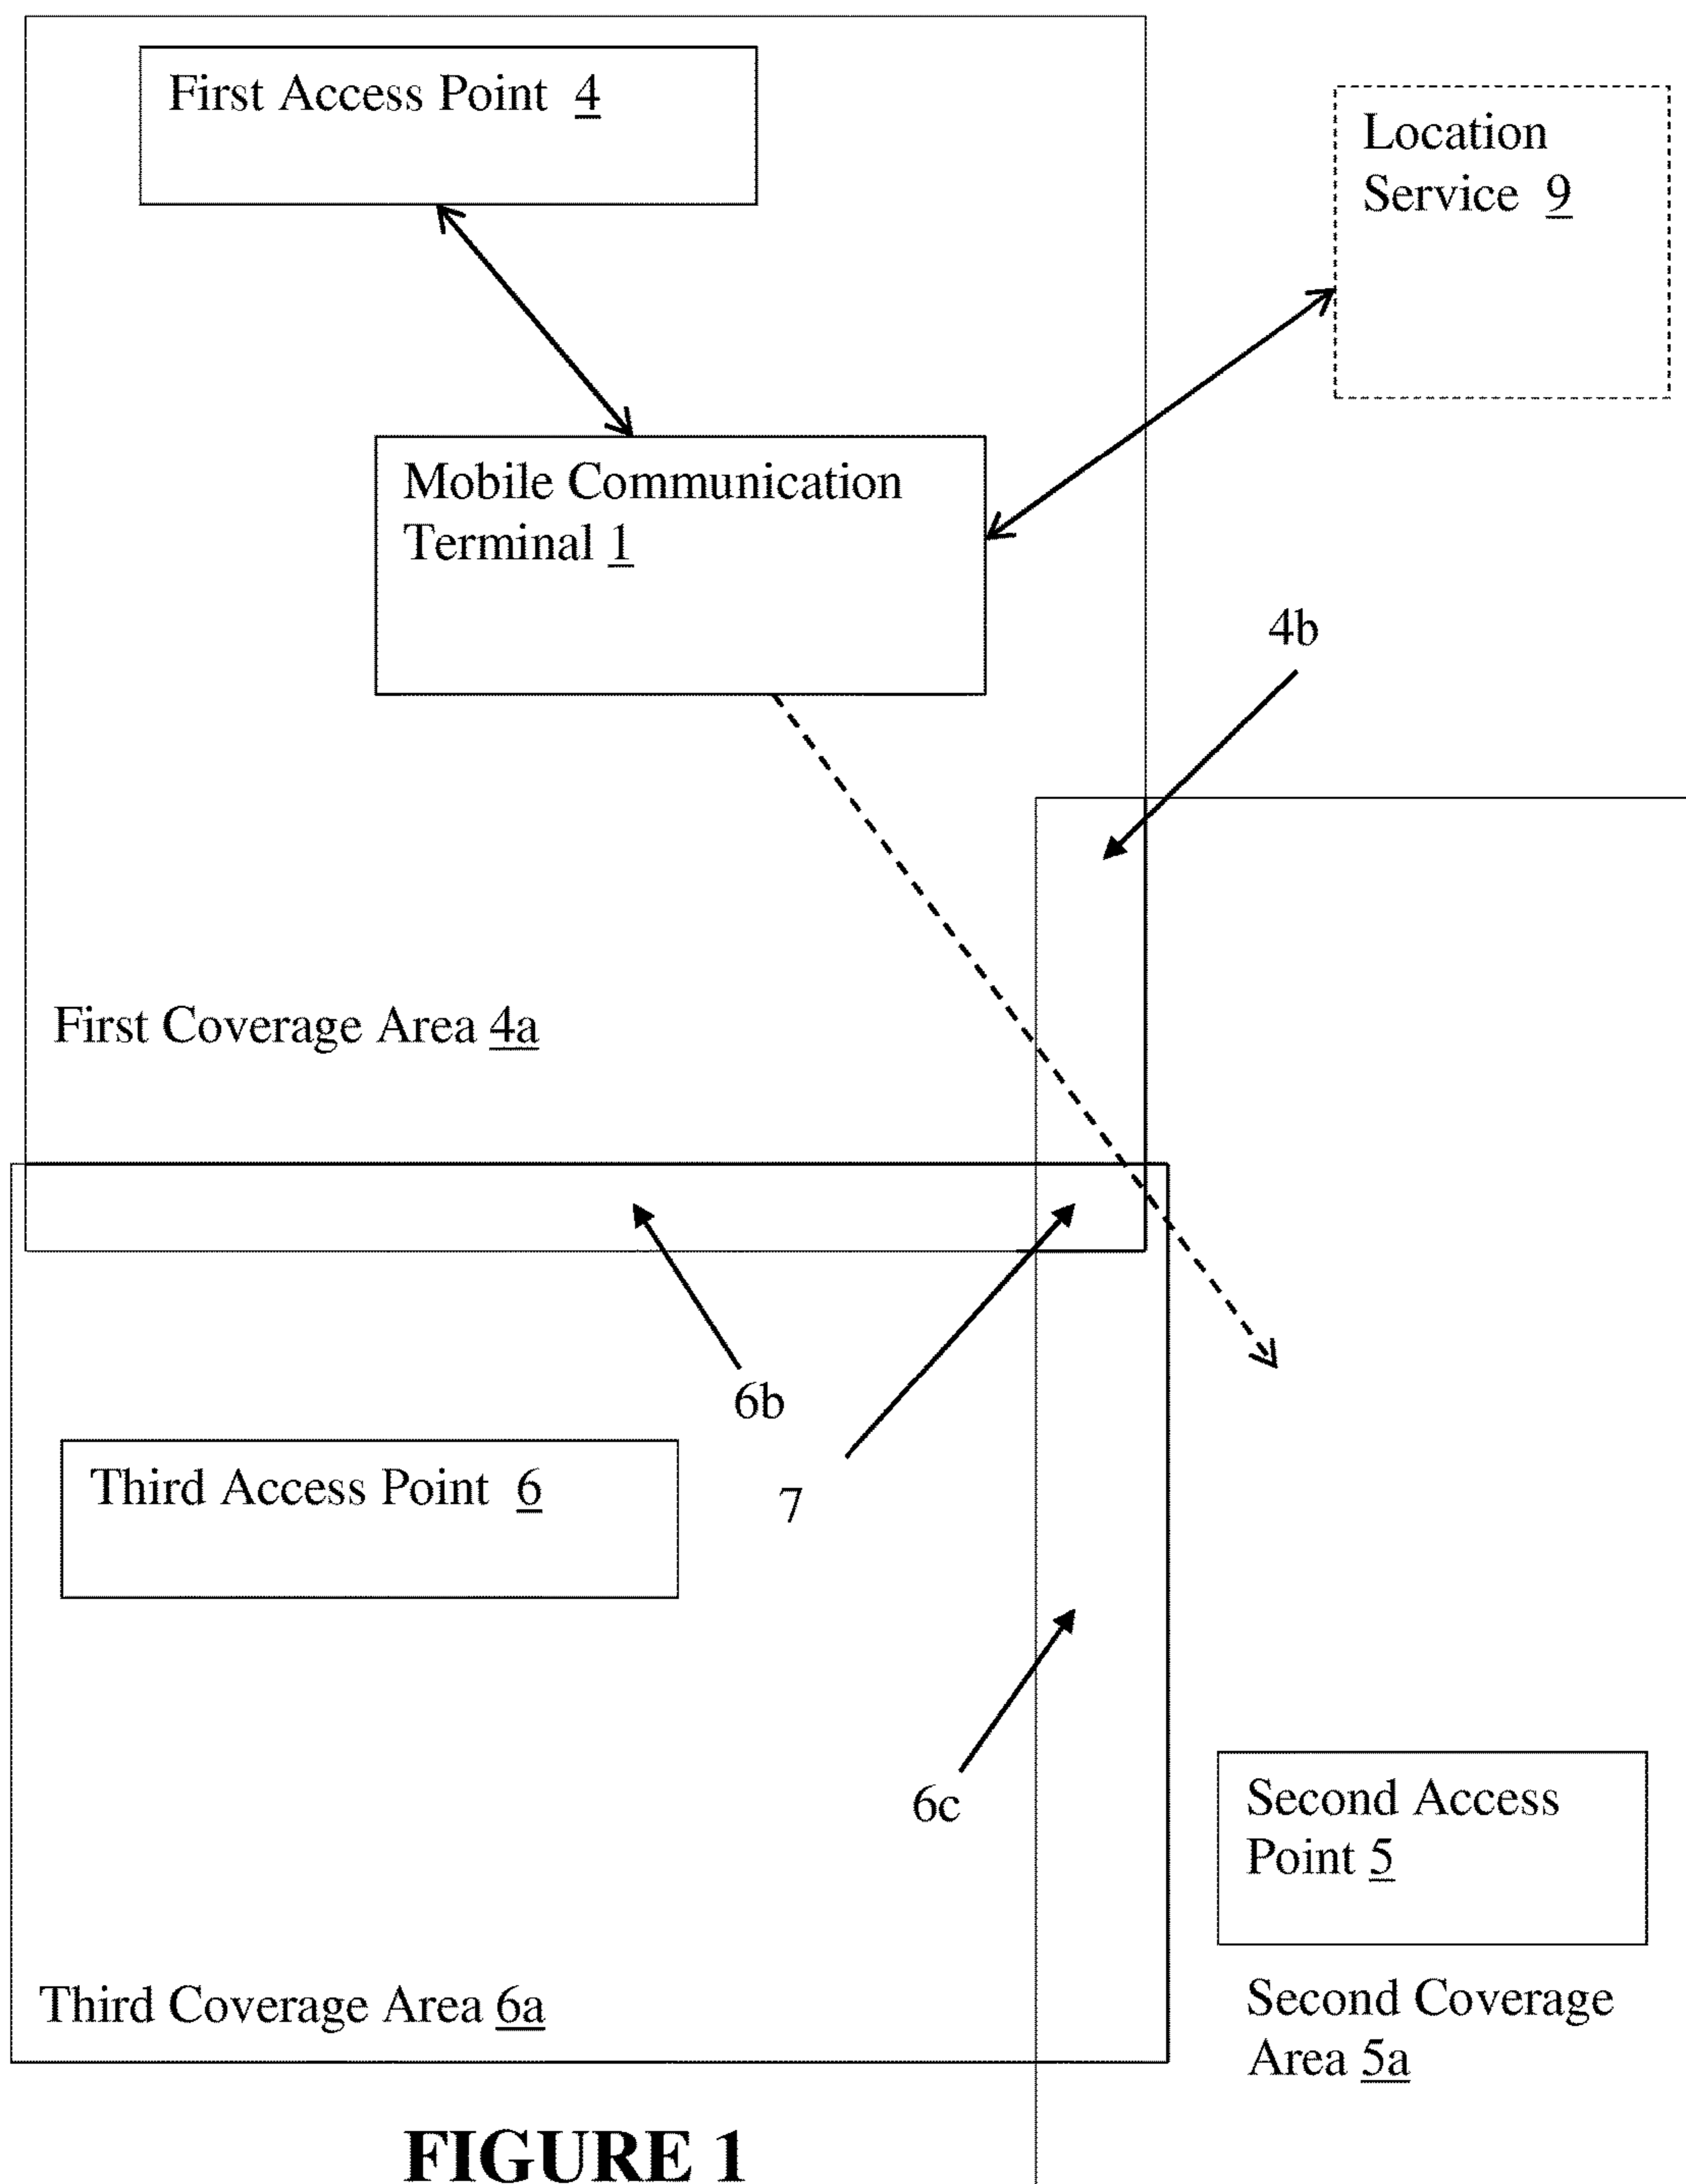 First Access Point 4
Location
Service 9
Mobile Communication
Terminal 1
4b
First Coverage Area 4a
6b
Third Access Point 6
7
6c
Second Access
Point 5
Third Coverage Area 6a
Second Coverage
Area 5a
FIGURE 1